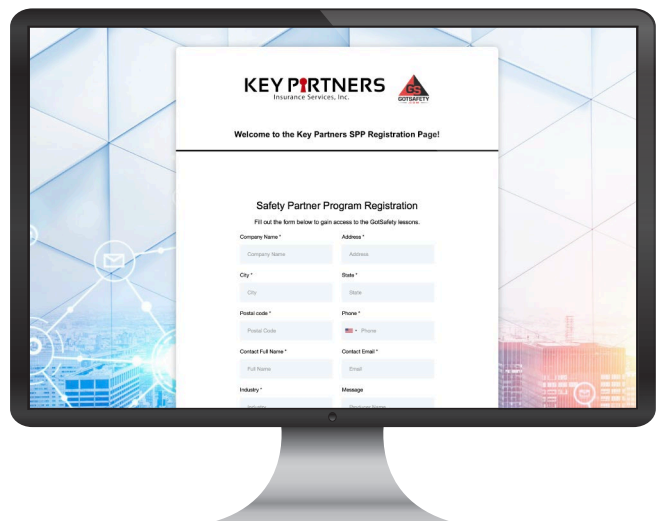 KEY PARTNERS
Insurance Services, Inc.
GS
GOTSAFETY
Welcome to the Key Partners SPP Registration Page!
Safety Partner Program Registration
Fill out the form below to gain access to the GotSafety lessons.
Company Name * Address *
Company Name Address
City * State *
City State
Postal code * Phone *
Postal Code Phone
Contact Full Name * Contact Email *
Full Name Email
Industry * Message
Industry Producer Name